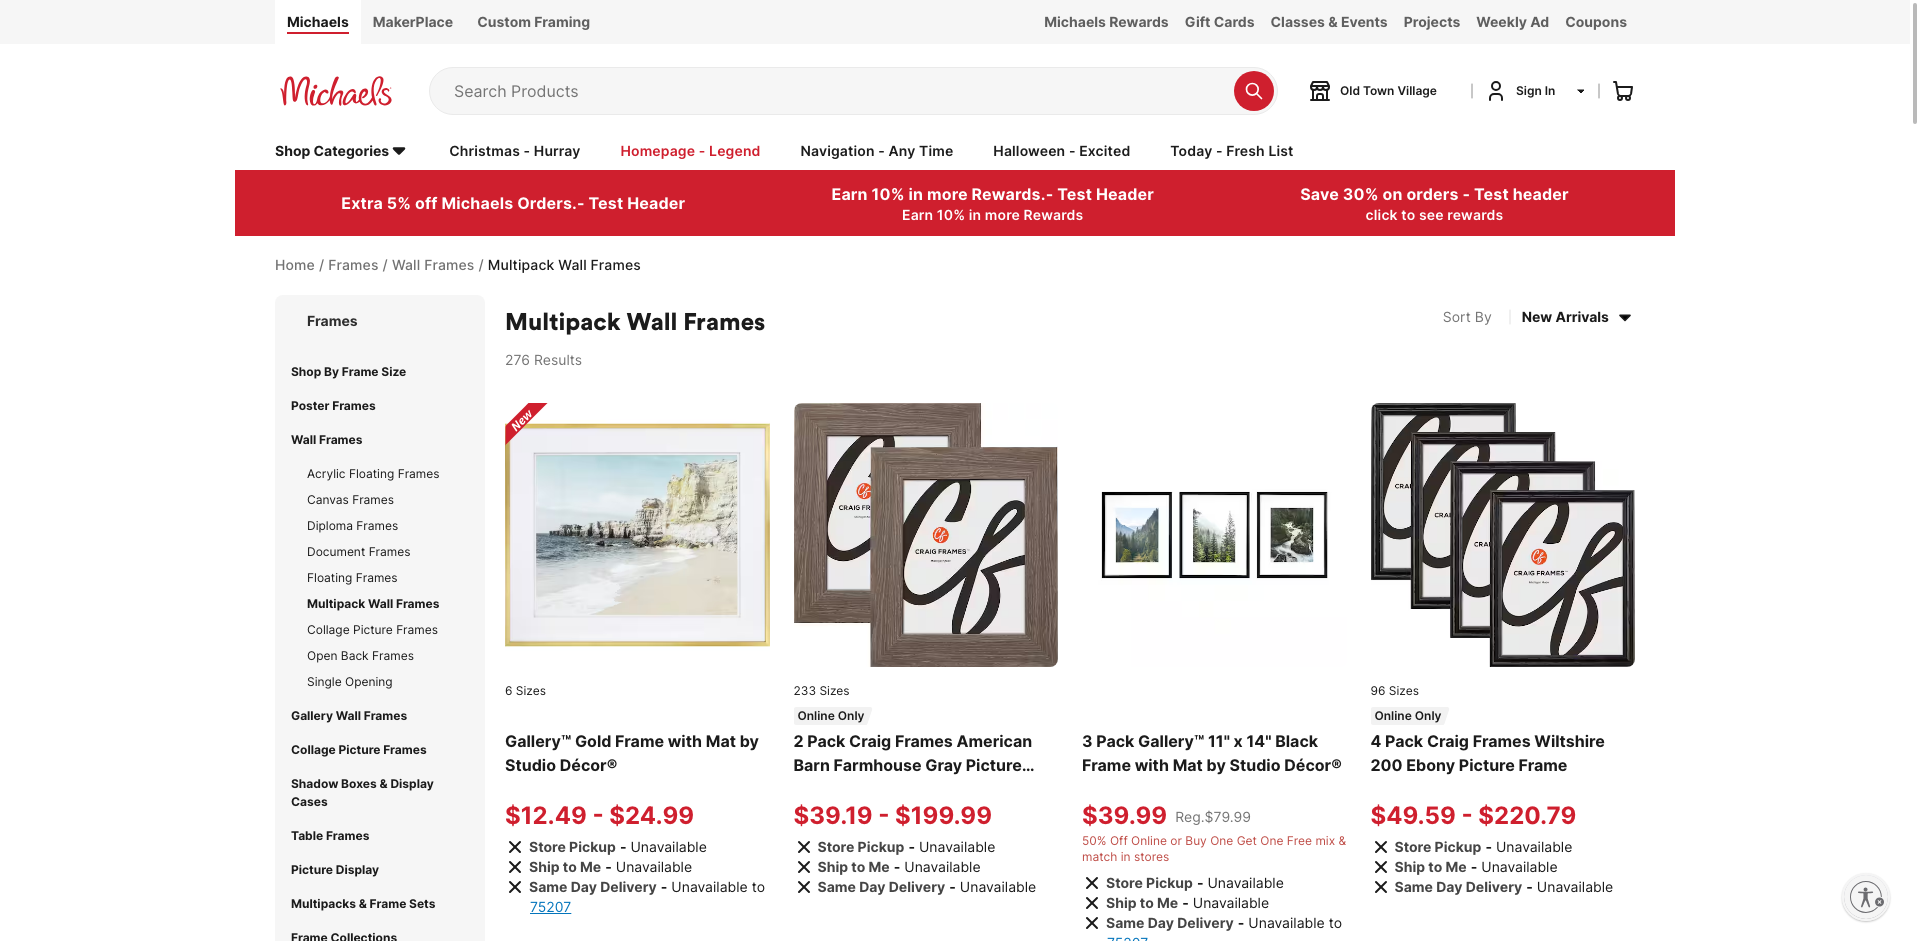 Michaels
MakerPlace
Custom Framing
Michaels Rewards
Gift Cards
Classes & Events
Projects
Weekly Ad
Coupons
Michaels
Search Products
Old Town Village
Sign In
Shop Categories
Christmas - Hurray
Homepage - Legend
Navigation - Any Time
Halloween - Excited
Today - Fresh List
Extra 5% off Michaels Orders.- Test Header
Earn 10% in more Rewards.- Test Header
Earn 10% in more Rewards
Save 30% on orders - Test header
click to see rewards
Home / Frames / Wall Frames / Multipack Wall Frames
Frames
Shop By Frame Size
Poster Frames
Wall Frames
Acrylic Floating Frames
Canvas Frames
Diploma Frames
Document Frames
Floating Frames
Multipack Wall Frames
Collage Picture Frames
Open Back Frames
Single Opening
Gallery Wall Frames
Collage Picture Frames
Shadow Boxes & Display
Cases
Table Frames
Picture Display
Multipacks & Frame Sets
Frame Collections
Multipack Wall Frames
276 Results
Sort By
New Arrivals
New
6 Sizes
Gallery™ Gold Frame with Mat by
Studio Décor®
$12.49 - $24.99
Store Pickup - Unavailable
Ship to Me - Unavailable
Same Day Delivery - Unavailable to
75207
CRAIG FR
CRAIG FRAMES™
233 Sizes
Online Only
2 Pack Craig Frames American
Barn Farmhouse Gray Picture...
$39.19 - $199.99
Store Pickup - Unavailable
Ship to Me - Unavailable
Same Day Delivery - Unavailable
3 Pack Gallery™ 11" x 14" Black
Frame with Mat by Studio Décor®
$39.99 Reg.$79.99
50% Off Online or Buy One Get One Free mix &
match in stores
Store Pickup - Unavailable
Ship to Me - Unavailable
Same Day Delivery - Unavailable to
75207
CRA
CRA
CRA
CRAIG FRAMES™
96 Sizes
Online Only
4 Pack Craig Frames Wiltshire
200 Ebony Picture Frame
$49.59 - $220.79
Store Pickup - Unavailable
Ship to Me - Unavailable
Same Day Delivery - Unavailable